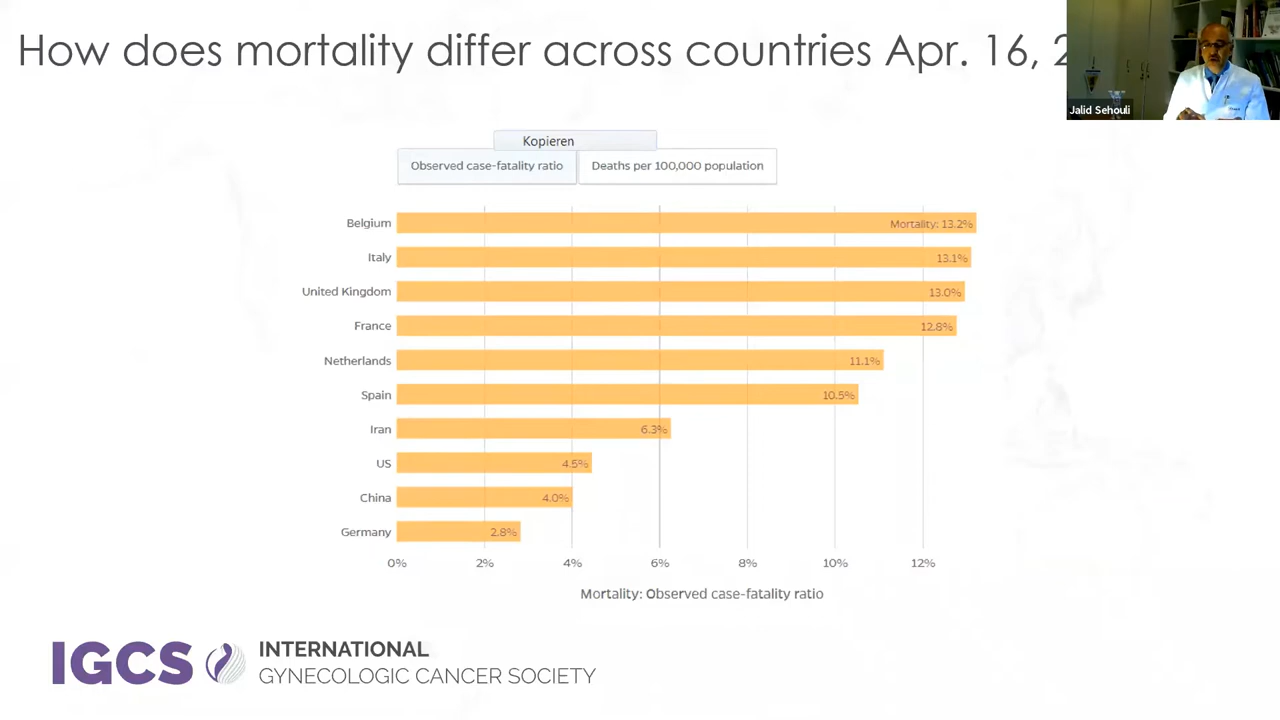 How does mortality differ across countries Apr. 16, 2
Jalid Sehouli
Kopieren
Observed case-fatality ratio
Deaths per 100,000 population
Belgium Mortality: 13.2%
Italy 13.1%
United Kingdom 13.0%
France 12.8%
Netherlands 11.1%
Spain 10.5%
Iran 6.3%
US 4.5%
China 4.0%
Germany 2.8%
0% 2% 4% 6% 8% 10% 12%
Mortality: Observed case-fatality ratio
IGCS INTERNATIONAL
GYNECOLOGIC CANCER SOCIETY